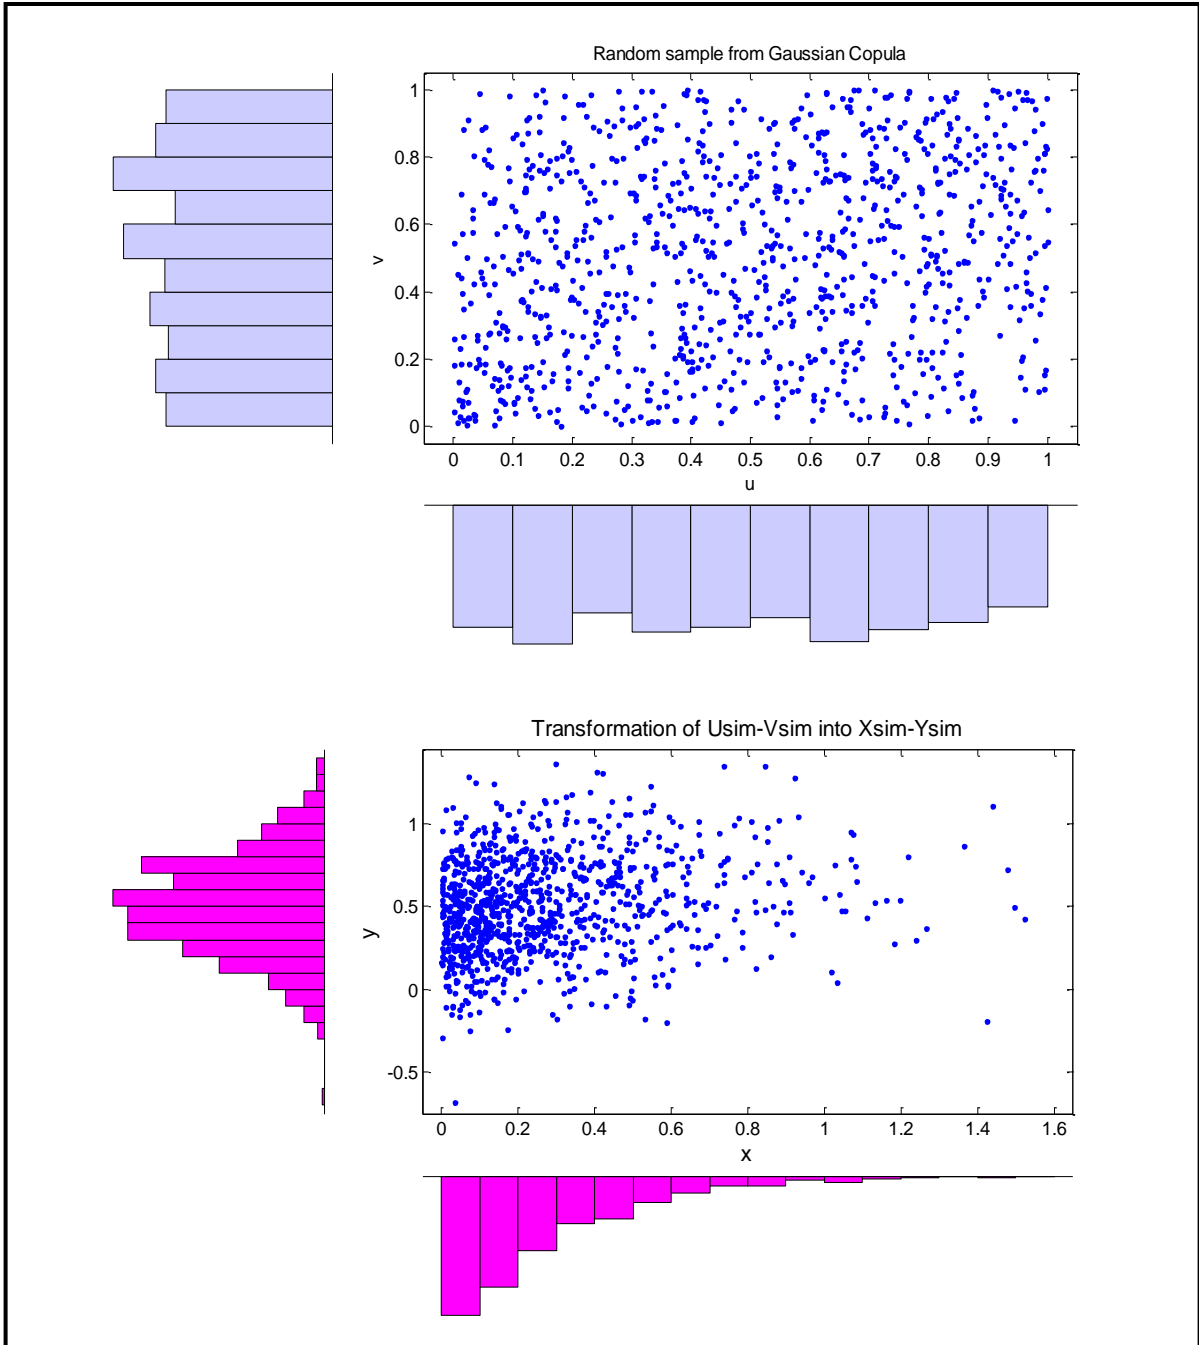 Random sample from Gaussian Copula
1
0.8
0.6
0.4
0.2
0
v
0 0.1 0.2 0.3 0.4 0.5 0.6 0.7 0.8 0.9 1
u
Transformation of Usim-Vsim into Xsim-Ysim
1
0.5
0
-0.5
y
0 0.2 0.4 0.6 0.8 1 1.2 1.4 1.6
x